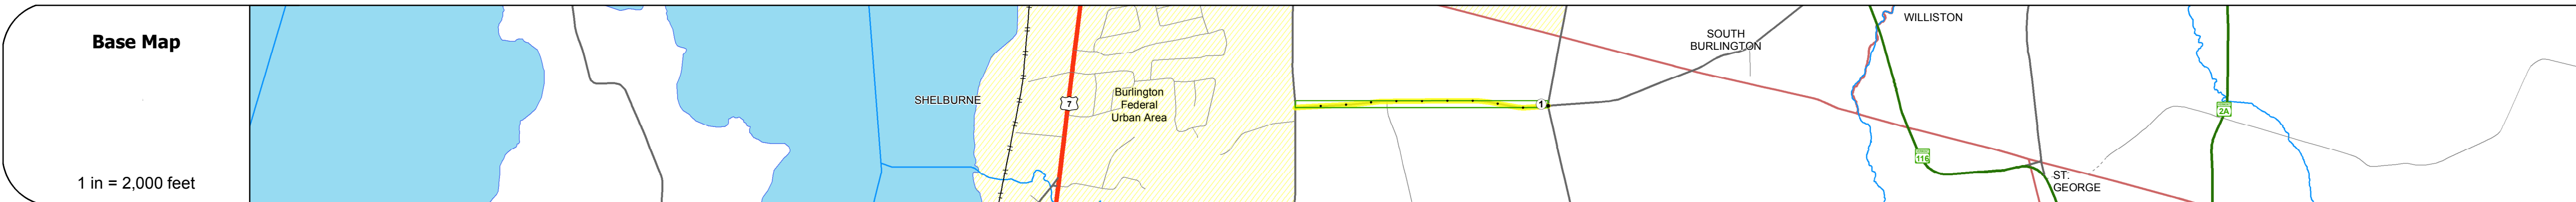 Base Map
1 in = 2,000 feet
SHELBURNE
7
Burlington
Federal
Urban Area
1
SOUTH
BURLINGTON
WILLISTON
116
ST.
GEORGE
2A